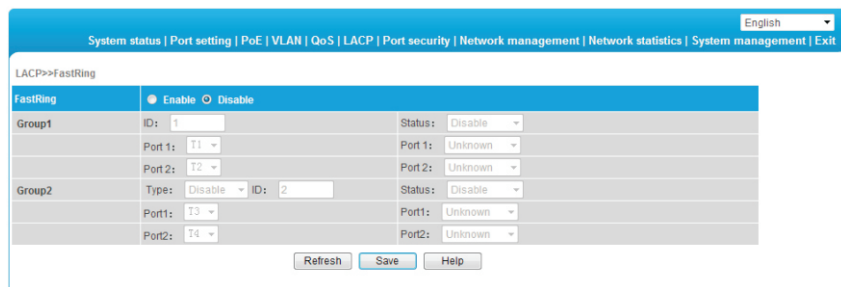 English
System status | Port setting | PoE | VLAN | QoS | LACP | Port security | Network management | Network statistics | System management | Exit
LACP>>FastRing
FastRing Enable Disable
Group1 ID: 1 Status: Disable
Port 1: T1 Port 1: Unknown
Port 2: T2 Port 2: Unknown
Group2 Type: Disable ID: 2 Status: Disable
Port1: T3 Port1: Unknown
Port2: T4 Port2: Unknown
Refresh Save Help